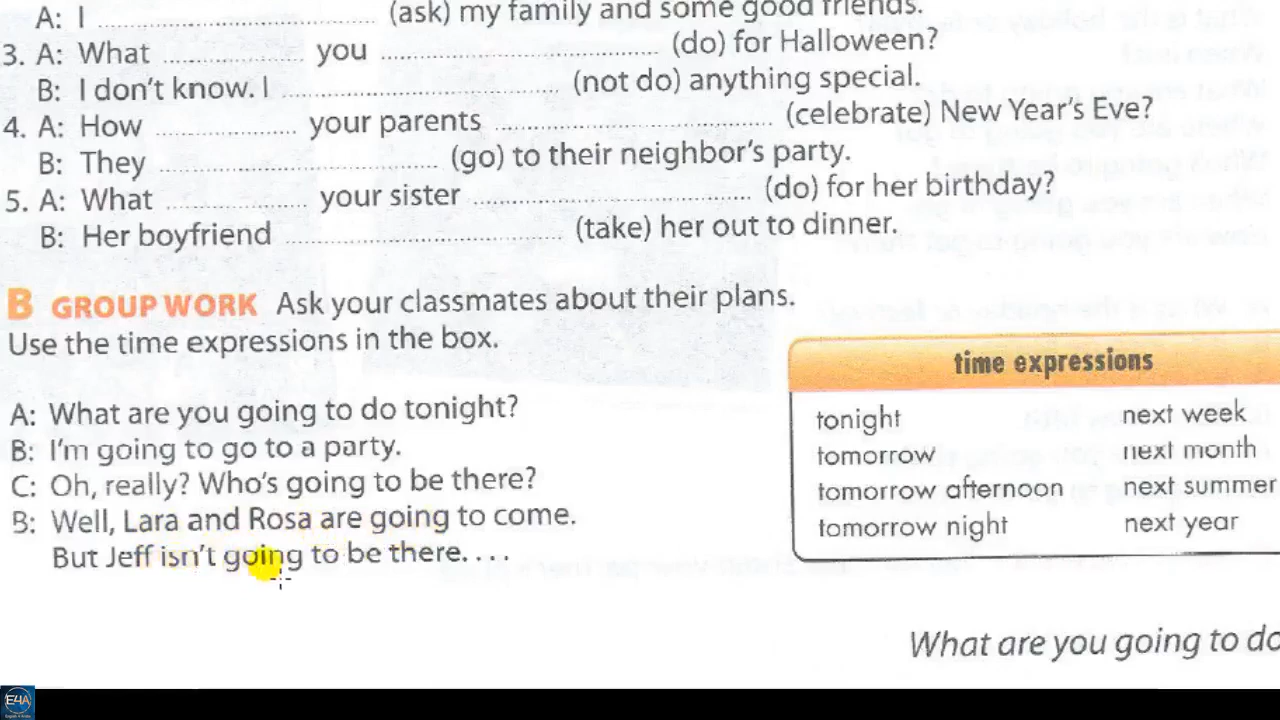 A: I .................... (ask) my family and some good friends.
3. A: What .................... you .................... (do) for Halloween?
B: I don't know. I .................... (not do) anything special.
4. A: How .................... your parents .................... (celebrate) New Year's Eve?
B: They .................... (go) to their neighbor's party.
5. A: What .................... your sister .................... (do) for her birthday?
B: Her boyfriend .................... (take) her out to dinner.
B GROUP WORK Ask your classmates about their plans.
Use the time expressions in the box.
A: What are you going to do tonight?
B: I'm going to go to a party.
C: Oh, really? Who's going to be there?
B: Well, Lara and Rosa are going to come.
But Jeff isn't going to be there. . . .
time expressions
tonight next week
tomorrow next month
tomorrow afternoon next summer
tomorrow night next year
What are you going to do
E4A